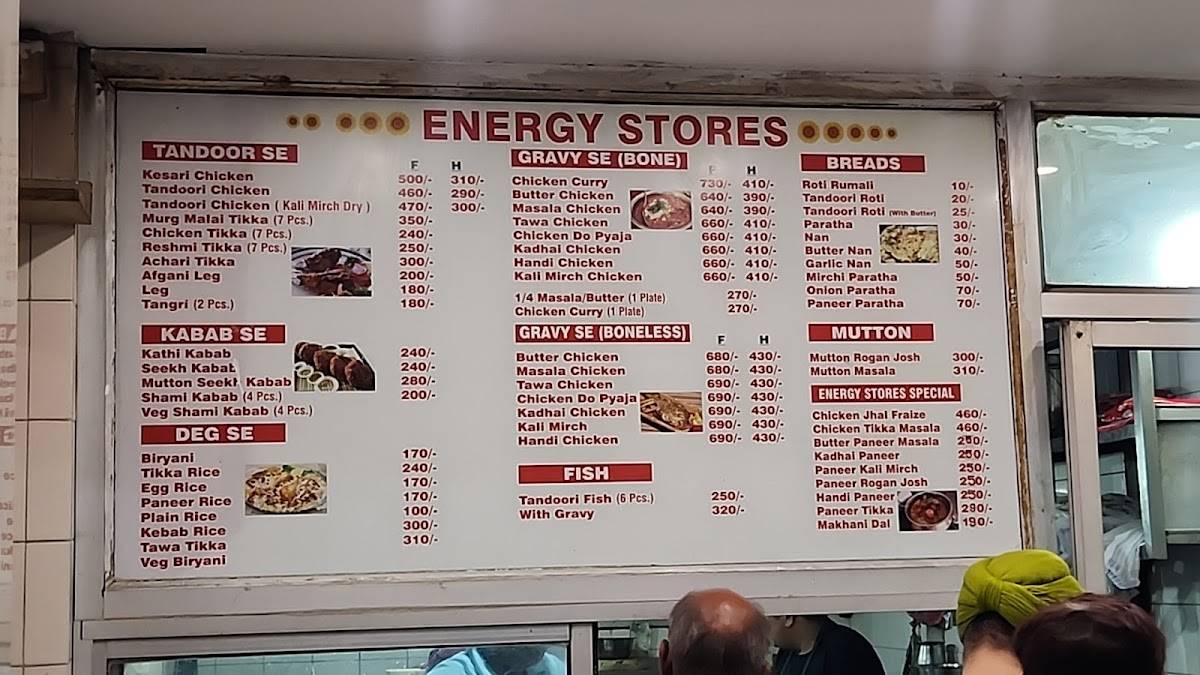 ENERGY STORES
TANDOOR SE
F H
Kesari Chicken 500/- 310/-
Tandoori Chicken 460/- 290/-
Tandoori Chicken ( Kali Mirch Dry ) 470/- 300/-
Murg Malai Tikka (7 Pcs.) 350/-
Chicken Tikka (7 Pcs.) 240/-
Reshmi Tikka (7 Pcs.) 250/-
Achari Tikka 300/-
Afgani Leg 200/-
Leg 180/-
Tangri (2 Pcs.) 180/-
KABAB SE
Kathi Kabab 240/-
Seekh Kabab 240/-
Mutton Seekh Kabab 280/-
Shami Kabab (4 Pcs.) 200/-
Veg Shami Kabab (4 Pcs.)
DEG SE
Biryani 170/-
Tikka Rice 240/-
Egg Rice 170/-
Paneer Rice 170/-
Plain Rice 100/-
Kebab Rice 300/-
Tawa Tikka 310/-
Veg Biryani
GRAVY SE (BONE)
F H
Chicken Curry 730/- 410/-
Butter Chicken 640/- 390/-
Masala Chicken 640/- 390/-
Tawa Chicken 660/- 410/-
Chicken Do Pyaja 660/- 410/-
Kadhai Chicken 660/- 410/-
Handi Chicken 660/- 410/-
Kali Mirch Chicken 660/- 410/-
1/4 Masala/Butter (1 Plate) 270/-
Chicken Curry (1 Plate) 270/-
GRAVY SE (BONELESS)
F H
Butter Chicken 680/- 430/-
Masala Chicken 680/- 430/-
Tawa Chicken 690/- 430/-
Chicken Do Pyaja 690/- 430/-
Kadhai Chicken 690/- 430/-
Kali Mirch 690/- 430/-
Handi Chicken 690/- 430/-
FISH
Tandoori Fish (6 Pcs.) 250/-
With Gravy 320/-
BREADS
Roti Rumali 10/-
Tandoori Roti 20/-
Tandoori Roti (With Butter) 25/-
Paratha 30/-
Nan 30/-
Butter Nan 40/-
Garlic Nan 50/-
Mirchi Paratha 50/-
Onion Paratha 70/-
Paneer Paratha 70/-
MUTTON
Mutton Rogan Josh 300/-
Mutton Masala 310/-
ENERGY STORES SPECIAL
Chicken Jhal Fraize 460/-
Chicken Tikka Masala 460/-
Butter Paneer Masala 250/-
Kadhal Paneer 250/-
Paneer Kali Mirch 250/-
Paneer Rogan Josh 250/-
Handi Paneer 250/-
Paneer Tikka 290/-
Makhani Dal 190/-